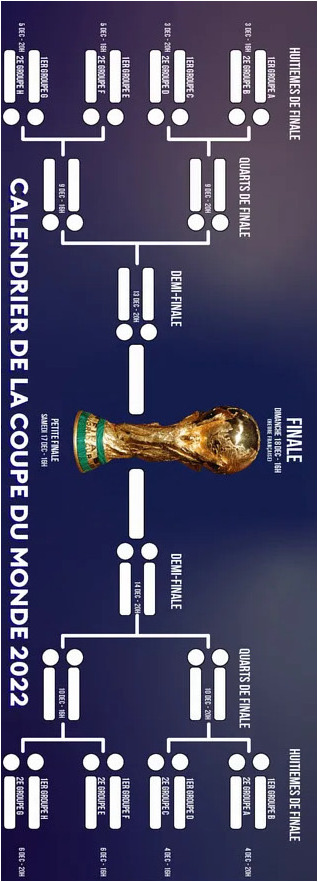 HUITIEMES DE FINALE
1ER GROUPE A
3 DEC - 16H
2E GROUPE B
1ER GROUPE C
3 DEC - 20H
2E GROUPE D
1ER GROUPE E
5 DEC - 16H
2E GROUPE F
1ER GROUPE G
5 DEC - 20H
2E GROUPE H
QUARTS DE FINALE
9 DEC - 20H
9 DEC - 16H
DEMI-FINALE
13 DEC - 20H
FINALE
DIMANCHE 18 DEC - 16H
(HEURE FRANÇAISE)
PETITE FINALE
SAMEDI 17 DEC - 16H
DEMI-FINALE
14 DEC - 20H
QUARTS DE FINALE
10 DEC - 20H
10 DEC - 16H
HUITIEMES DE FINALE
1ER GROUPE B
4 DEC - 20H
2E GROUPE A
1ER GROUPE D
4 DEC - 16H
2E GROUPE C
1ER GROUPE F
6 DEC - 16H
2E GROUPE E
1ER GROUPE H
6 DEC - 20H
2E GROUPE G
CALENDRIER DE LA COUPE DU MONDE 2022